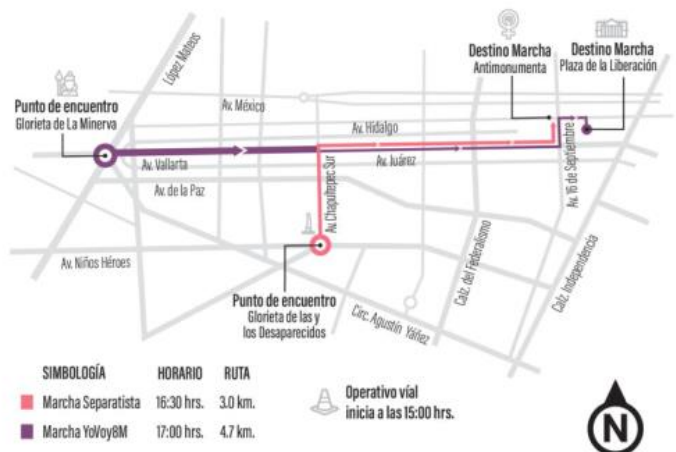 López Mateos
Punto de encuentro
Glorieta de La Minerva
Destino Marcha
Antimonumenta
Destino Marcha
Plaza de la Liberación
Av. México
Av. Hidalgo
Av. Vallarta
Av. Juárez
Av. de la Paz
Av. Chapultepec Sur
Av. 16 de Septiembre
Av. Niños Héroes
Calz. del Federalismo
Calz. Independencia
Punto de encuentro
Glorieta de las y
los Desaparecidos
Circ. Agustín Yáñez
SIMBOLOGÍA HORARIO RUTA
Marcha Separatista 16:30 hrs. 3.0 km.
Marcha YoVoy8M 17:00 hrs. 4.7 km.
Operativo víal
inicia a las 15:00 hrs.
N